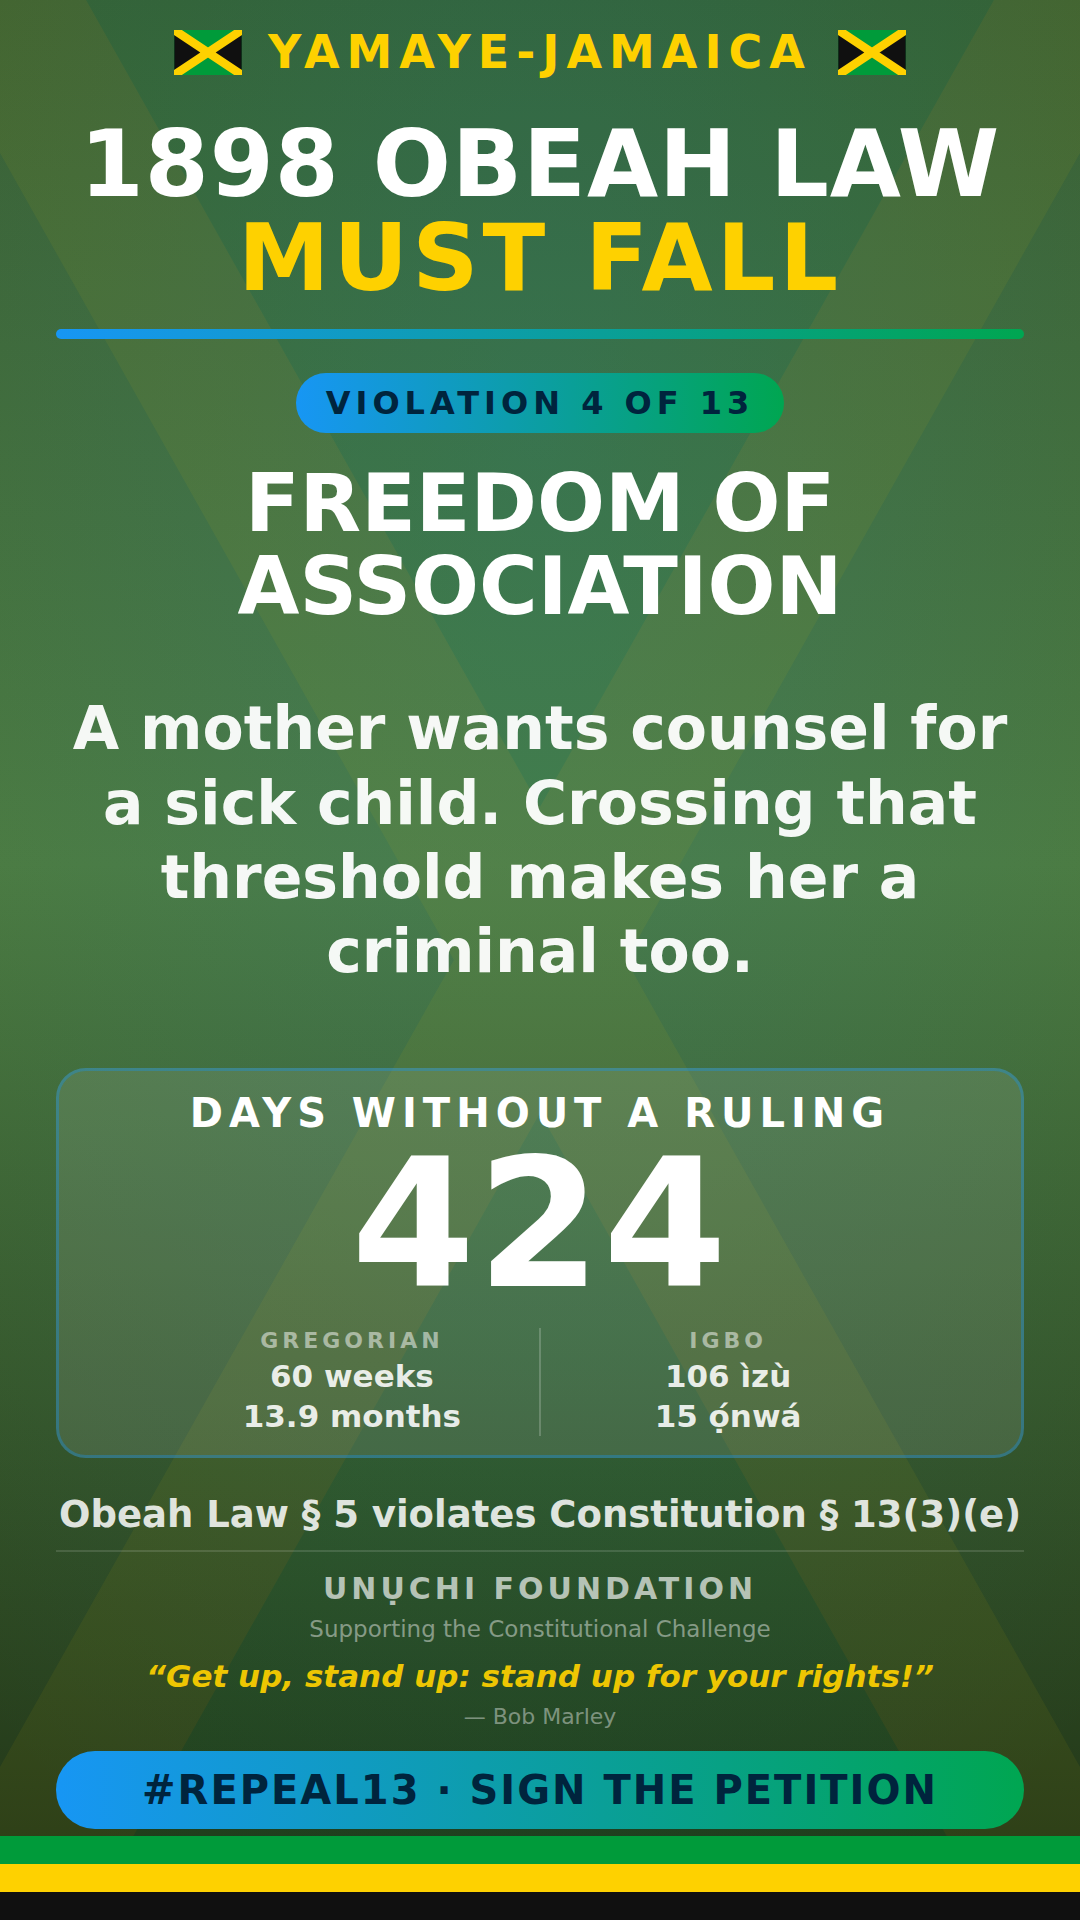 YAMAYE-JAMAICA
1898 OBEAH LAW
MUST FALL
VIOLATION 4 OF 13
FREEDOM OF
ASSOCIATION
A mother wants counsel for
a sick child. Crossing that
threshold makes her a
criminal too.
DAYS WITHOUT A RULING
424
GREGORIAN
60 weeks
13.9 months
IGBO
106 ìzù
15 ọ́nwá
Obeah Law § 5 violates Constitution § 13(3)(e)
UNỤCHI FOUNDATION
Supporting the Constitutional Challenge
“Get up, stand up: stand up for your rights!”
— Bob Marley
#REPEAL13 · SIGN THE PETITION